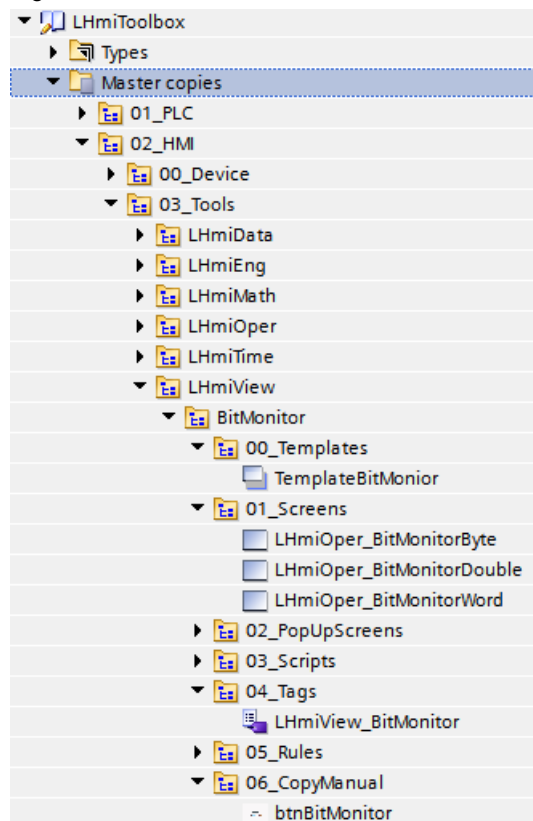 LHmiToolbox
Types
Master copies
01_PLC
02_HMI
00_Device
03_Tools
LHmiData
LHmiEng
LHmiMath
LHmiOper
LHmiTime
LHmiView
BitMonitor
00_Templates
TemplateBitMonior
01_Screens
LHmiOper_BitMonitorByte
LHmiOper_BitMonitorDouble
LHmiOper_BitMonitorWord
02_PopUpScreens
03_Scripts
04_Tags
LHmiView_BitMonitor
05_Rules
06_CopyManual
btnBitMonitor